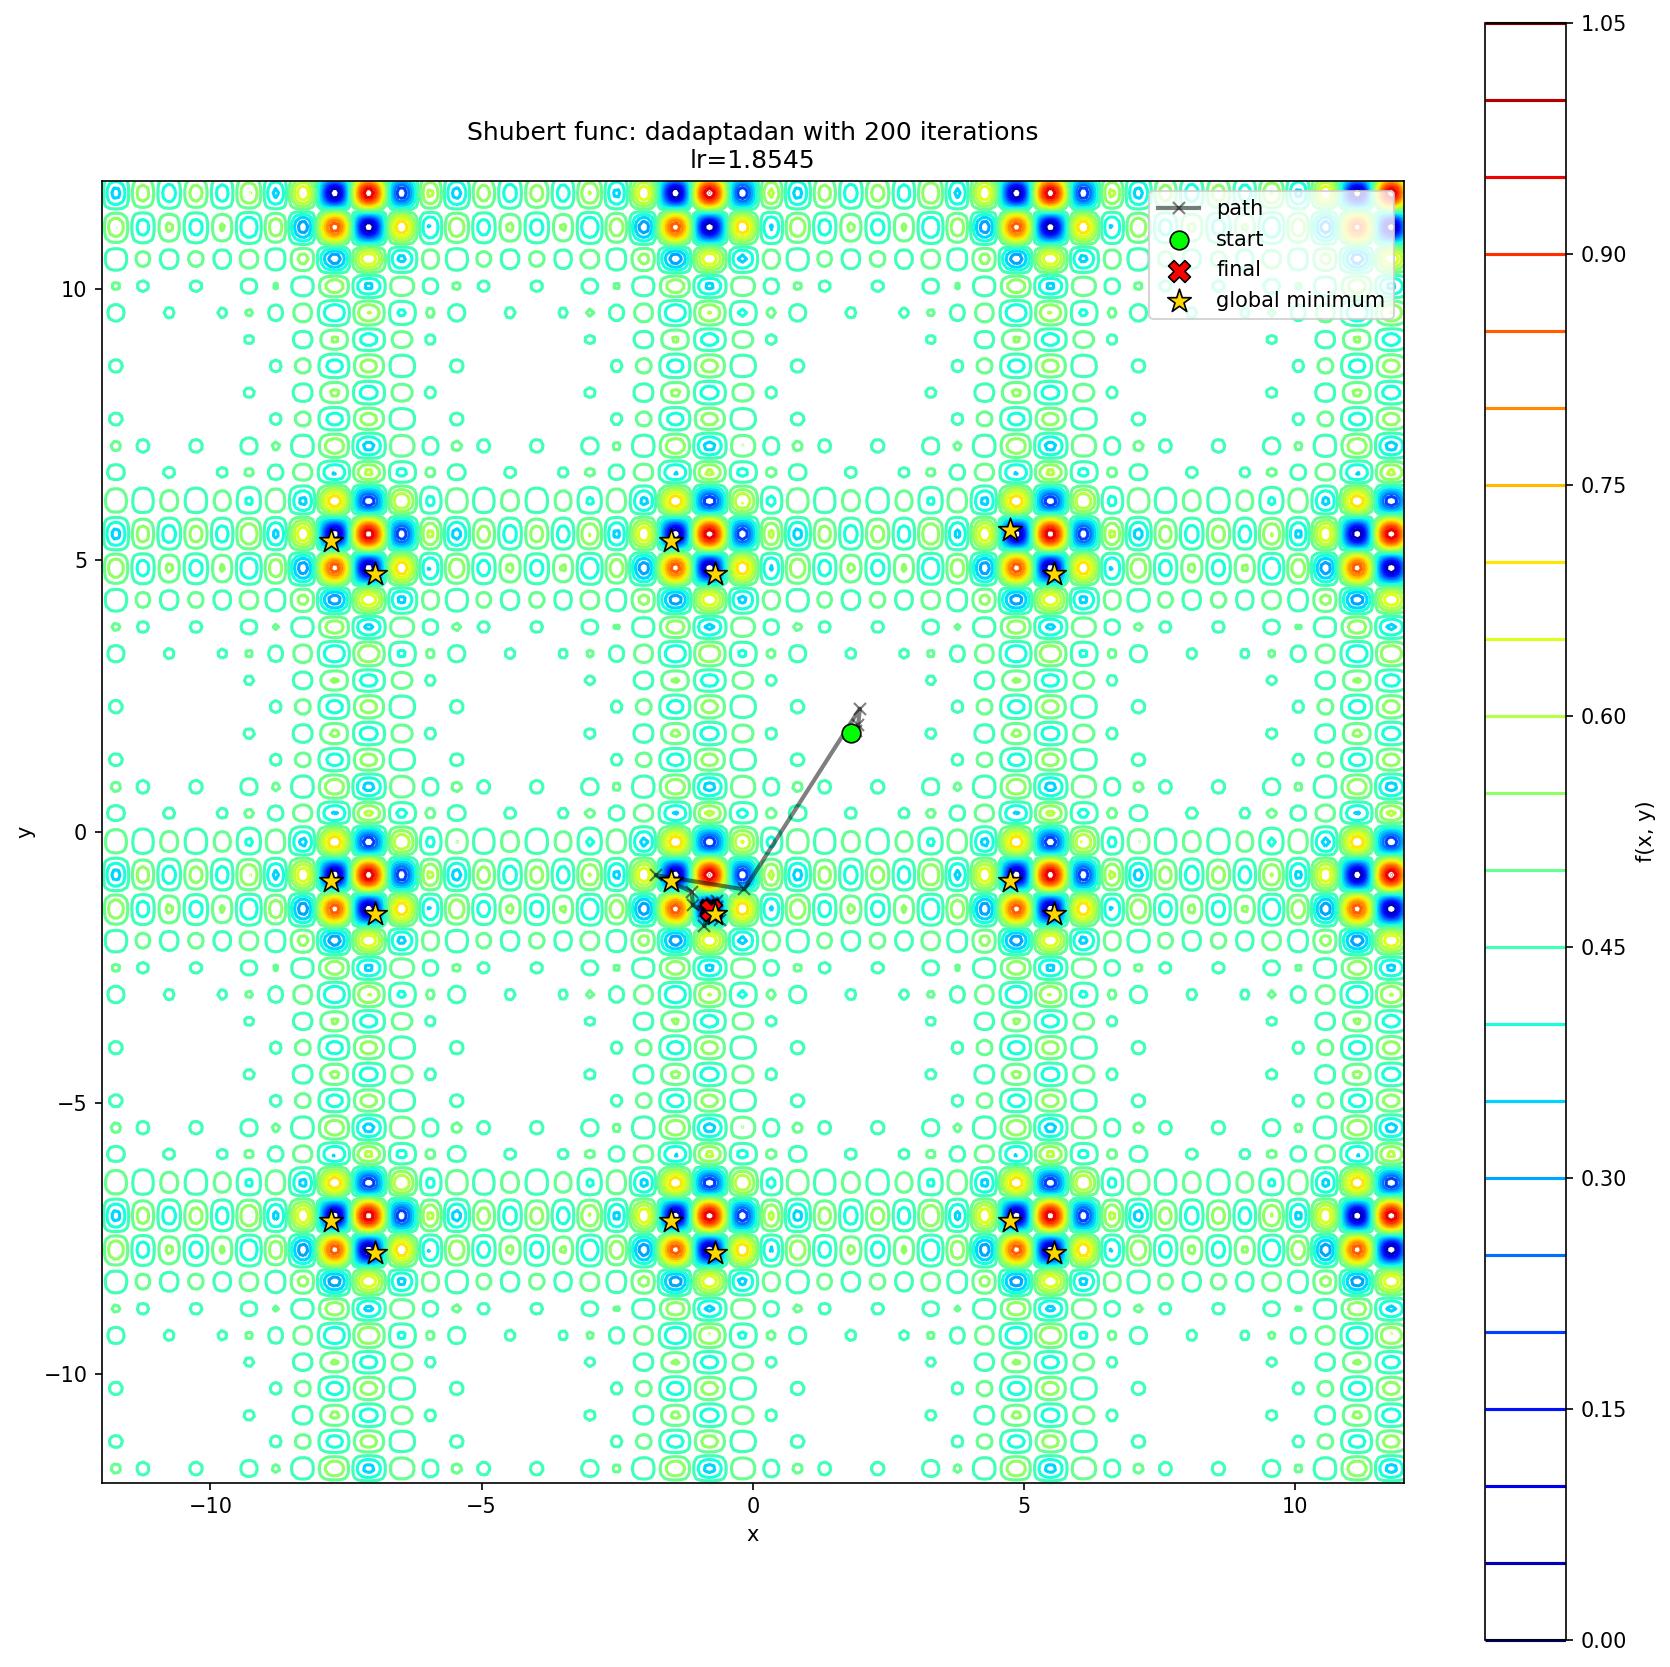 Shubert func: dadaptadan with 200 iterations
lr=1.8545
path
start
final
global minimum
10
5
0
−5
−10
y
−10
−5
0
5
10
x
1.05
0.90
0.75
0.60
0.45
0.30
0.15
0.00
f(x, y)